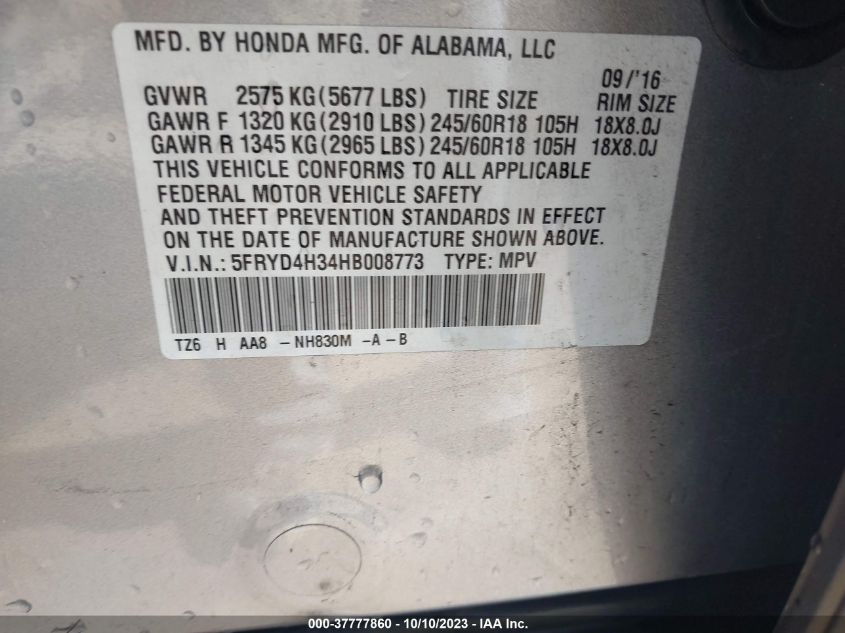 MFD. BY HONDA MFG. OF ALABAMA, LLC
09/'16
GVWR 2575 KG(5677 LBS) TIRE SIZE RIM SIZE
GAWR F 1320 KG(2910 LBS) 245/60R18 105H 18X8.0J
GAWR R 1345 KG(2965 LBS) 245/60R18 105H 18X8.0J
THIS VEHICLE CONFORMS TO ALL APPLICABLE
FEDERAL MOTOR VEHICLE SAFETY
AND THEFT PREVENTION STANDARDS IN EFFECT
ON THE DATE OF MANUFACTURE SHOWN ABOVE.
V.I.N.: 5FRYD4H34HB008773 TYPE: MPV
TZ6 H AA8 -NH830M -A-B
000-37777860 - 10/10/2023 - IAA Inc.